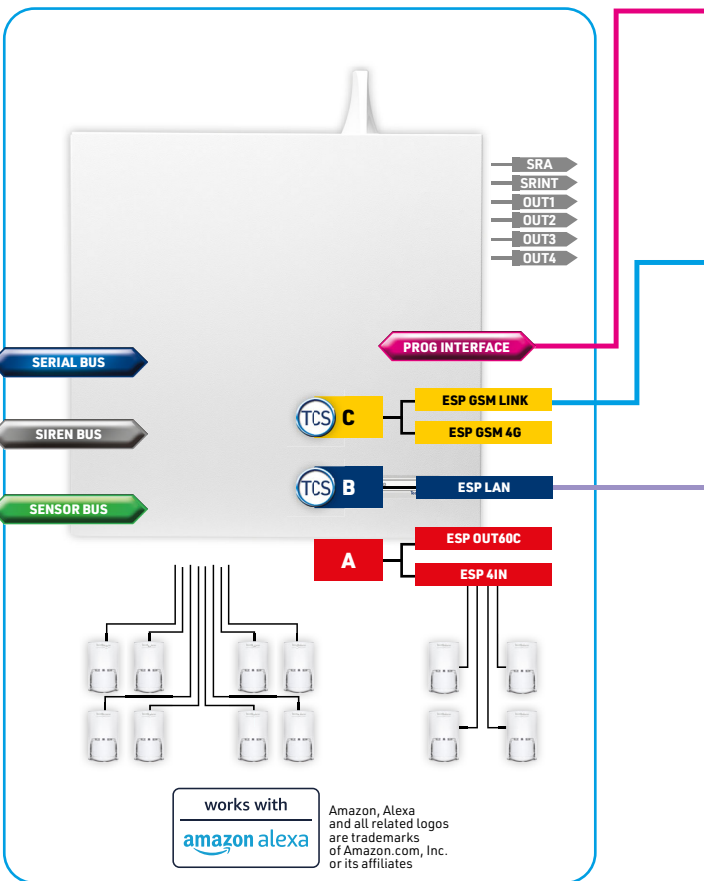 SRA
SRINT
OUT1
OUT2
OUT3
OUT4
PROG INTERFACE
SERIAL BUS
SIREN BUS
SENSOR BUS
TCS C
ESP GSM LINK
ESP GSM 4G
TCS B
ESP LAN
A
ESP OUT60C
ESP 4IN
works with
amazon alexa
Amazon, Alexa
and all related logos
are trademarks
of Amazon.com, Inc.
or its affiliates